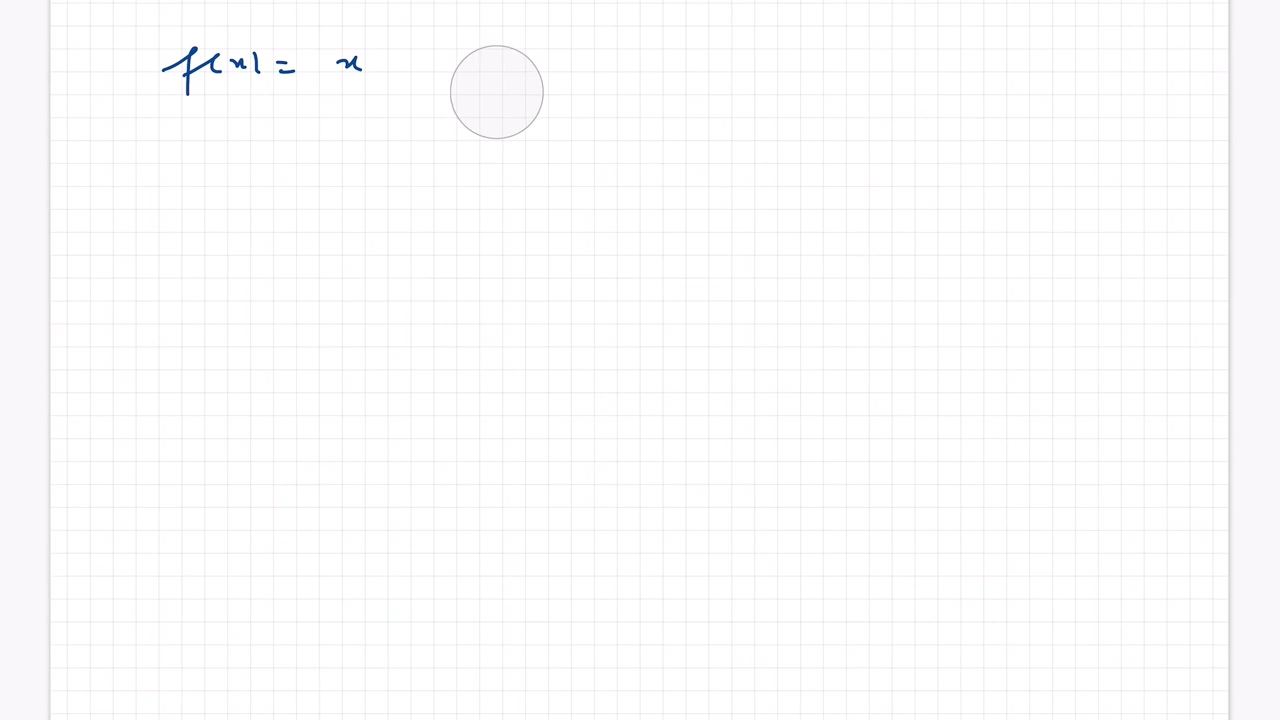 f(x) = x